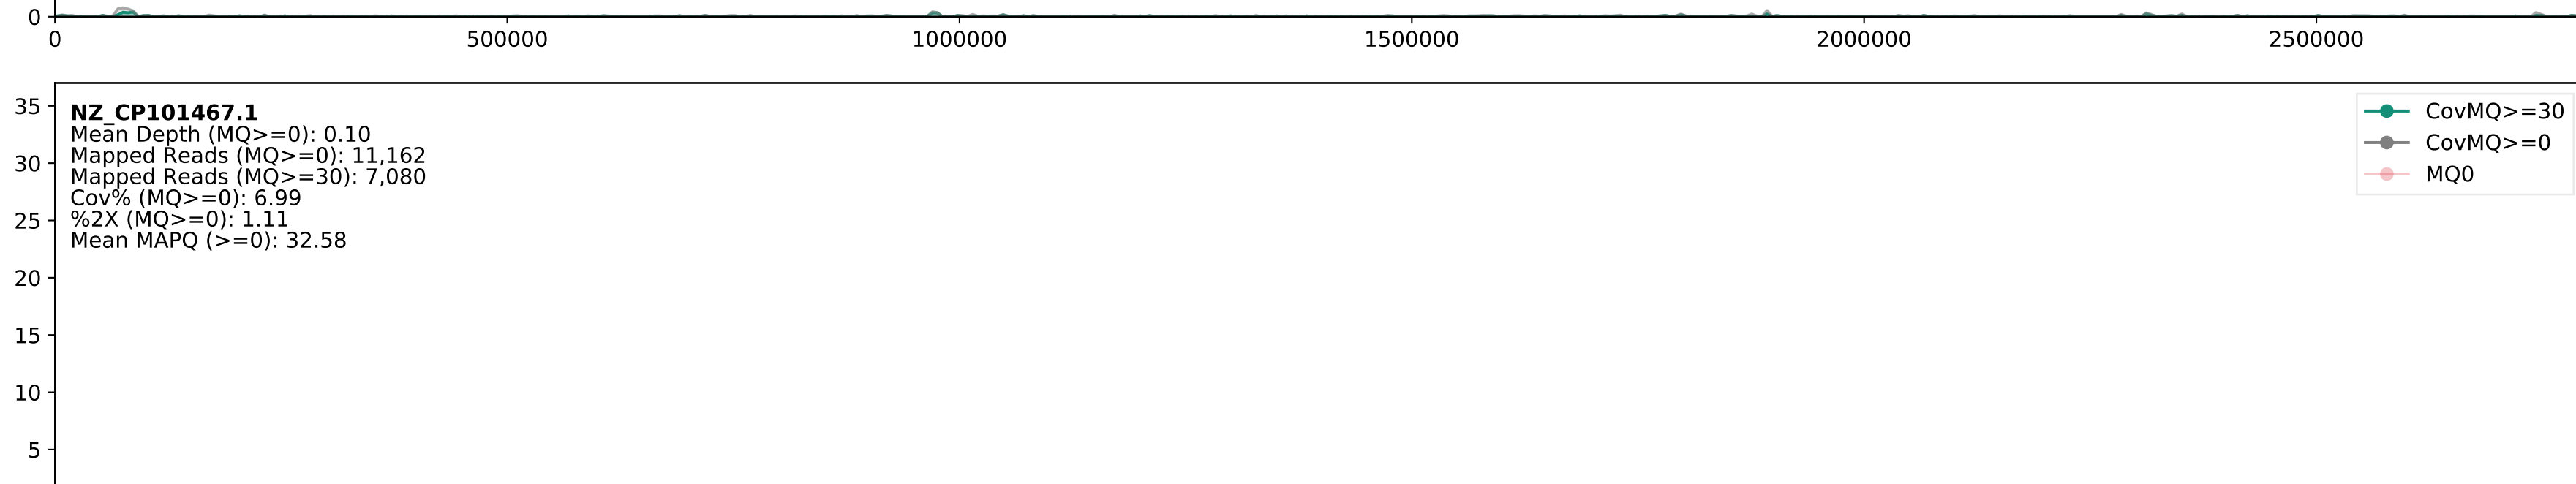 0
0 500000 1000000 1500000 2000000 2500000
35
NZ_CP101467.1
Mean Depth (MQ>=0): 0.10
Mapped Reads (MQ>=0): 11,162
Mapped Reads (MQ>=30): 7,080
Cov% (MQ>=0): 6.99
%2X (MQ>=0): 1.11
Mean MAPQ (>=0): 32.58
CovMQ>=30
CovMQ>=0
MQ0
30
25
20
15
10
5